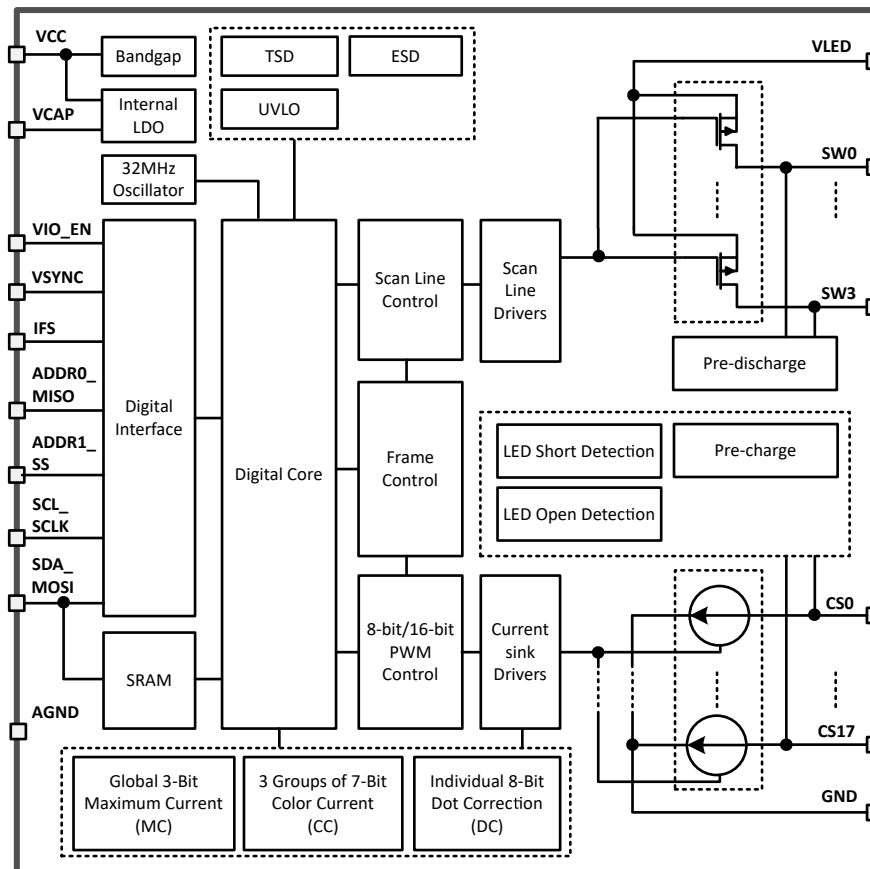 VCC
VCAP
VIO_EN
VSYNC
IFS
ADDR0_
MISO
ADDR1_
SS
SCL_
SCLK
SDA_
MOSI
AGND
Bandgap
Internal
LDO
32MHz
Oscillator
TSD
ESD
UVLO
Digital
Interface
SRAM
Digital Core
Scan Line
Control
Scan
Line
Drivers
Frame
Control
8-bit/16-bit
PWM
Control
Current
sink
Drivers
Pre-discharge
LED Short Detection
Pre-charge
LED Open Detection
Global 3-Bit
Maximum Current
(MC)
3 Groups of 7-Bit
Color Current
(CC)
Individual 8-Bit
Dot Correction
(DC)
VLED
SW0
SW3
CS0
CS17
GND